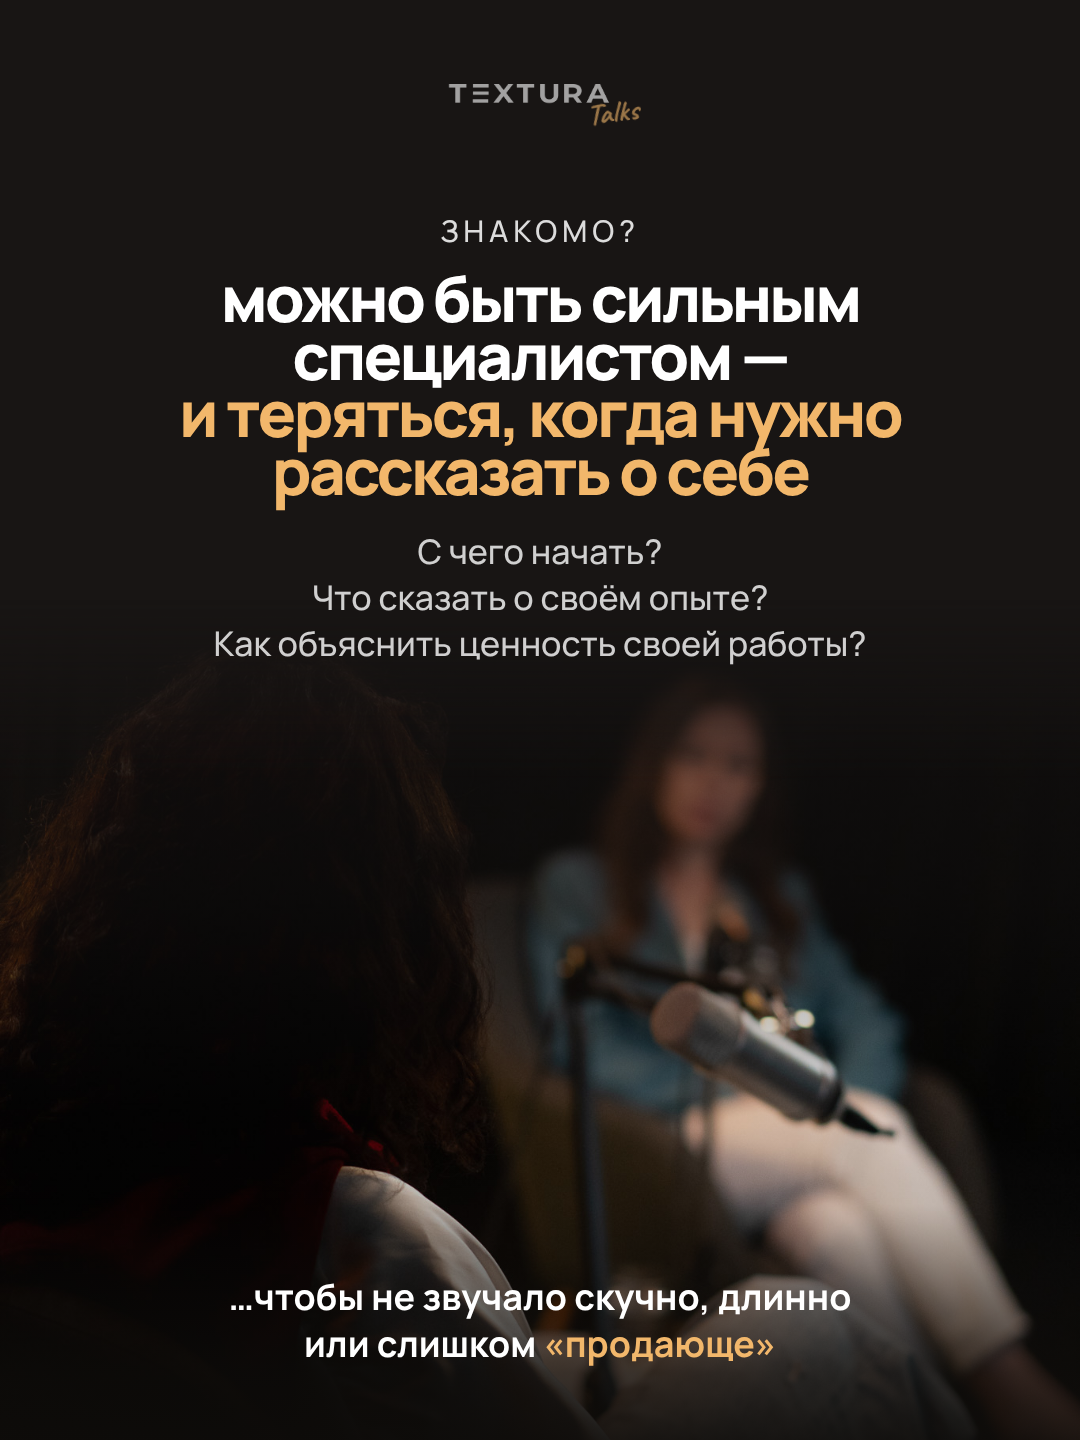 TEXTURA
Talks
ЗНАКОМО?
можно быть сильным
специалистом —
и теряться, когда нужно
рассказать о себе
С чего начать?
Что сказать о своём опыте?
Как объяснить ценность своей работы?
...чтобы не звучало скучно, длинно
или слишком «продающе»